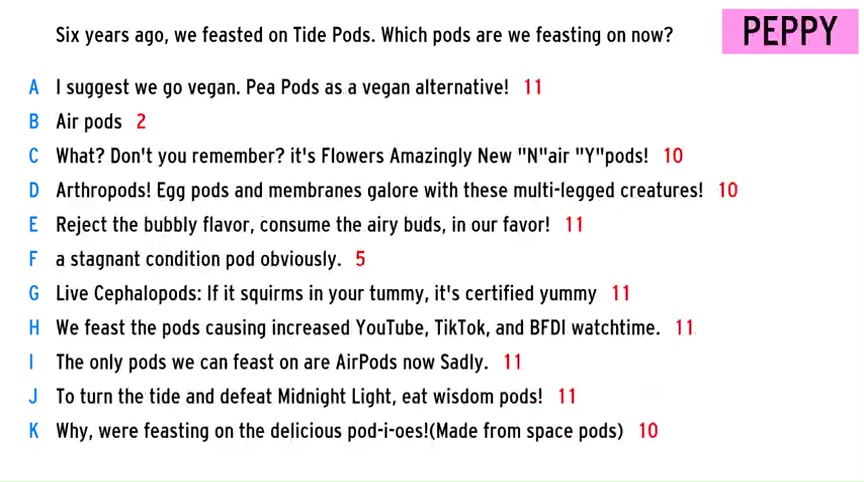 Six years ago, we feasted on Tide Pods. Which pods are we feasting on now?
PEPPY
A I suggest we go vegan. Pea Pods as a vegan alternative! 11
B Air pods 2
C What? Don't you remember? it's Flowers Amazingly New "N"air "Y"pods! 10
D Arthropods! Egg pods and membranes galore with these multi-legged creatures! 10
E Reject the bubbly flavor, consume the airy buds, in our favor! 11
F a stagnant condition pod obviously. 5
G Live Cephalopods: If it squirms in your tummy, it's certified yummy 11
H We feast the pods causing increased YouTube, TikTok, and BFDI watchtime. 11
I The only pods we can feast on are AirPods now Sadly. 11
J To turn the tide and defeat Midnight Light, eat wisdom pods! 11
K Why, were feasting on the delicious pod-i-oes!(Made from space pods) 10